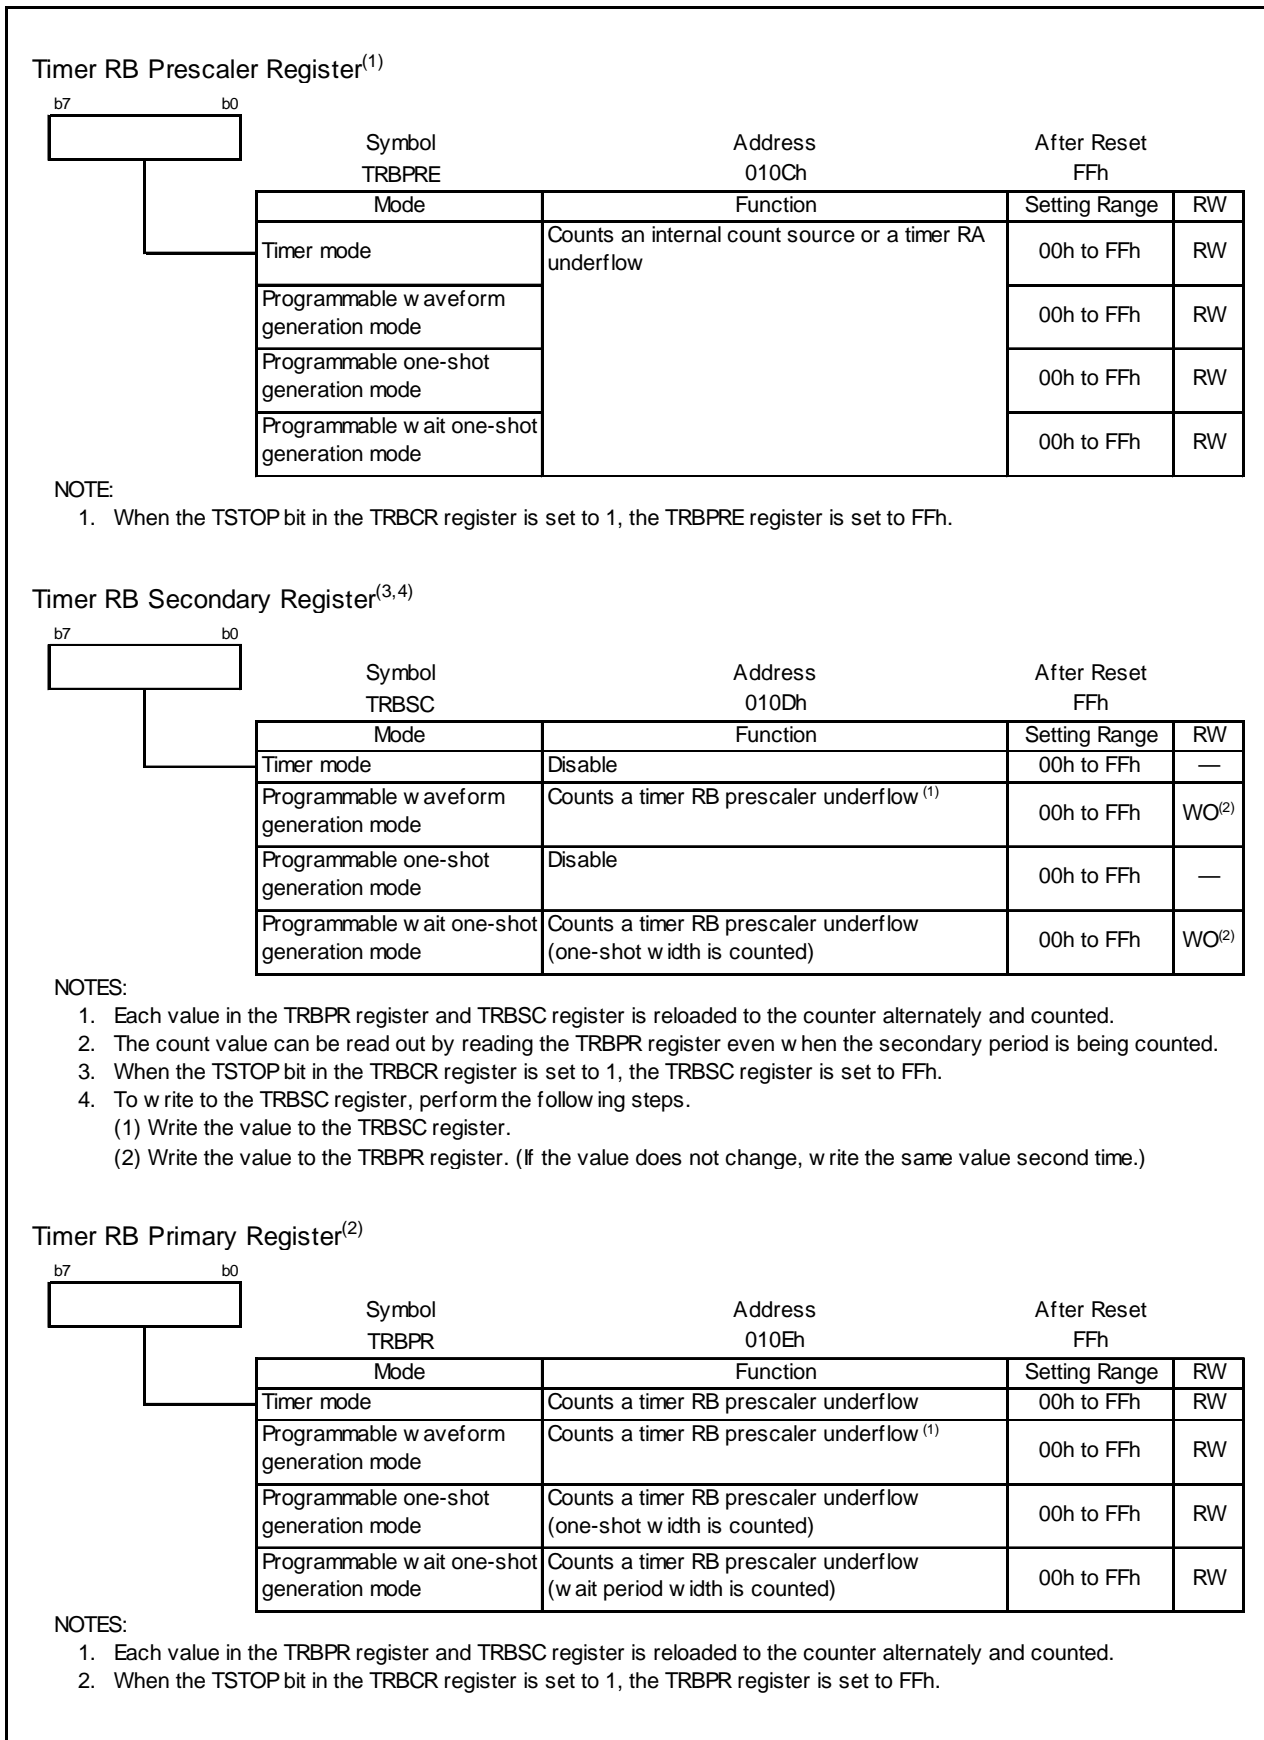 Timer RB Prescaler Register(1)
b7 b0
Symbol Address After Reset
TRBPRE 010Ch FFh
Mode Function Setting Range RW
Timer mode Counts an internal count source or a timer RA underflow 00h to FFh RW
Programmable waveform generation mode 00h to FFh RW
Programmable one-shot generation mode 00h to FFh RW
Programmable wait one-shot generation mode 00h to FFh RW
NOTE:
1. When the TSTOP bit in the TRBCR register is set to 1, the TRBPRE register is set to FFh.
Timer RB Secondary Register(3,4)
b7 b0
Symbol Address After Reset
TRBSC 010Dh FFh
Mode Function Setting Range RW
Timer mode Disable 00h to FFh —
Programmable waveform generation mode Counts a timer RB prescaler underflow (1) 00h to FFh WO(2)
Programmable one-shot generation mode Disable 00h to FFh —
Programmable wait one-shot generation mode Counts a timer RB prescaler underflow (one-shot width is counted) 00h to FFh WO(2)
NOTES:
1. Each value in the TRBPR register and TRBSC register is reloaded to the counter alternately and counted.
2. The count value can be read out by reading the TRBPR register even when the secondary period is being counted.
3. When the TSTOP bit in the TRBCR register is set to 1, the TRBSC register is set to FFh.
4. To write to the TRBSC register, perform the following steps.
(1) Write the value to the TRBSC register.
(2) Write the value to the TRBPR register. (If the value does not change, write the same value second time.)
Timer RB Primary Register(2)
b7 b0
Symbol Address After Reset
TRBPR 010Eh FFh
Mode Function Setting Range RW
Timer mode Counts a timer RB prescaler underflow 00h to FFh RW
Programmable waveform generation mode Counts a timer RB prescaler underflow (1) 00h to FFh RW
Programmable one-shot generation mode Counts a timer RB prescaler underflow (one-shot width is counted) 00h to FFh RW
Programmable wait one-shot generation mode Counts a timer RB prescaler underflow (wait period width is counted) 00h to FFh RW
NOTES:
1. Each value in the TRBPR register and TRBSC register is reloaded to the counter alternately and counted.
2. When the TSTOP bit in the TRBCR register is set to 1, the TRBPR register is set to FFh.